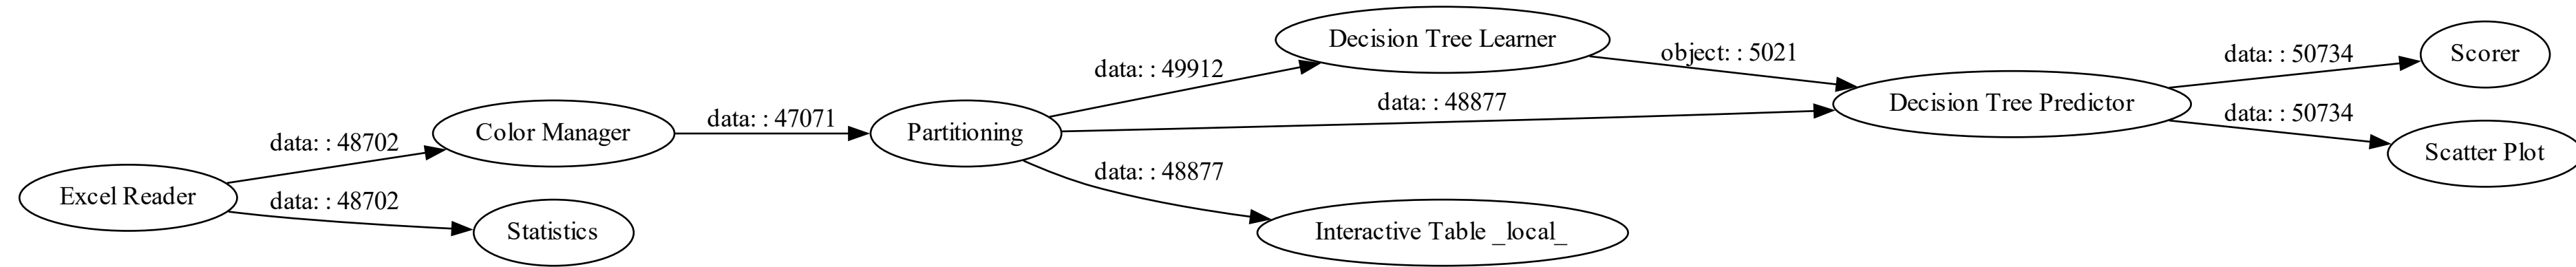 Excel Reader
data: : 48702
data: : 48702
Color Manager
Statistics
data: : 47071
Partitioning
data: : 49912
data: : 48877
data: : 48877
Decision Tree Learner
Interactive Table _local_
object: : 5021
Decision Tree Predictor
data: : 50734
data: : 50734
Scorer
Scatter Plot